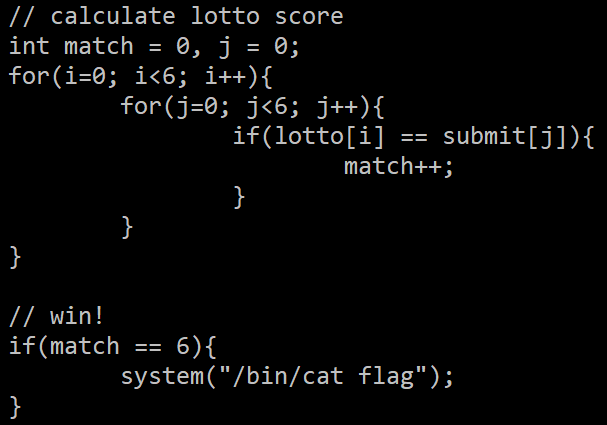 // calculate lotto score
int match = 0, j = 0;
for(i=0; i<6; i++){
        for(j=0; j<6; j++){
                if(lotto[i] == submit[j]){
                        match++;
                }
        }
}

// win!
if(match == 6){
        system("/bin/cat flag");
}